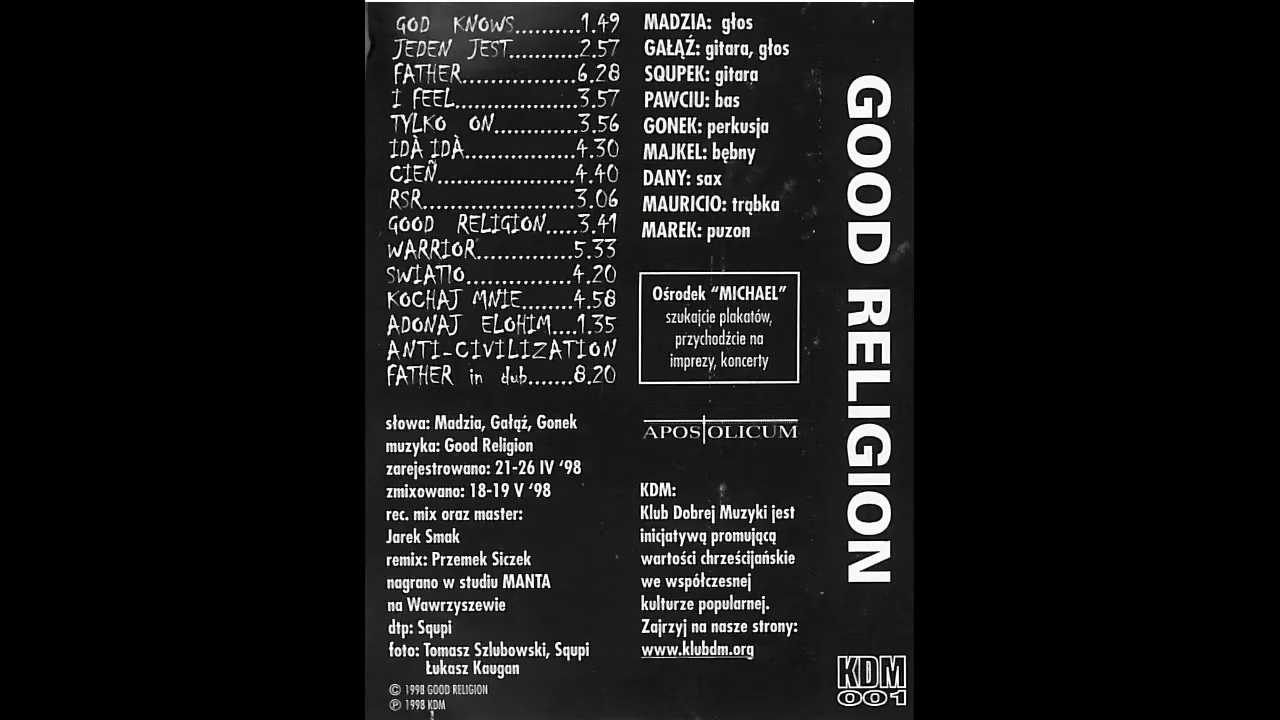 GOD KNOWS..........1.49
JEDEN JEST..........2.57
FATHER................6.28
I FEEL.................3.57
TYLKO ON............3.56
IDÀ IDÀ................4.30
CIEÑ....................4.40
RSR......................3.06
GOOD RELIGION.....3.41
WARRIOR..............5.33
SWIATIO................4.20
KOCHAJ MNIE........4.58
ADONAJ ELOHIM....1.35
ANTI-CIVILIZATION
FATHER in dub.......8.20
słowa: Madzia, Gałąź, Gonek
muzyka: Good Religion
zarejestrowano: 21-26 IV ‘98
zmixowano: 18-19 V ‘98
rec. mix oraz master:
Jarek Smak
remix: Przemek Siczek
nagrano w studiu MANTA
na Wawrzyszewie
dtp: Squpi
foto: Tomasz Szlubowski, Squpi
Łukasz Kaugan
© 1998 GOOD RELIGION
℗ 1998 KDM
MADZIA: głos
GAŁĄŹ: gitara, głos
SQUPEK: gitara
PAWCIU: bas
GONEK: perkusja
MAJKEL: bębny
DANY: sax
MAURICIO: trąbka
MAREK: puzon
Ośrodek “MICHAEL”
szukajcie plakatów,
przychodźcie na
imprezy, koncerty
APOSTOLICUM
KDM:
Klub Dobrej Muzyki jest
inicjatywą promującą
wartości chrześcijańskie
we współczesnej
kulturze popularnej.
Zajrzyj na nasze strony:
www.klubdm.org
GOOD RELIGION
KDM
001